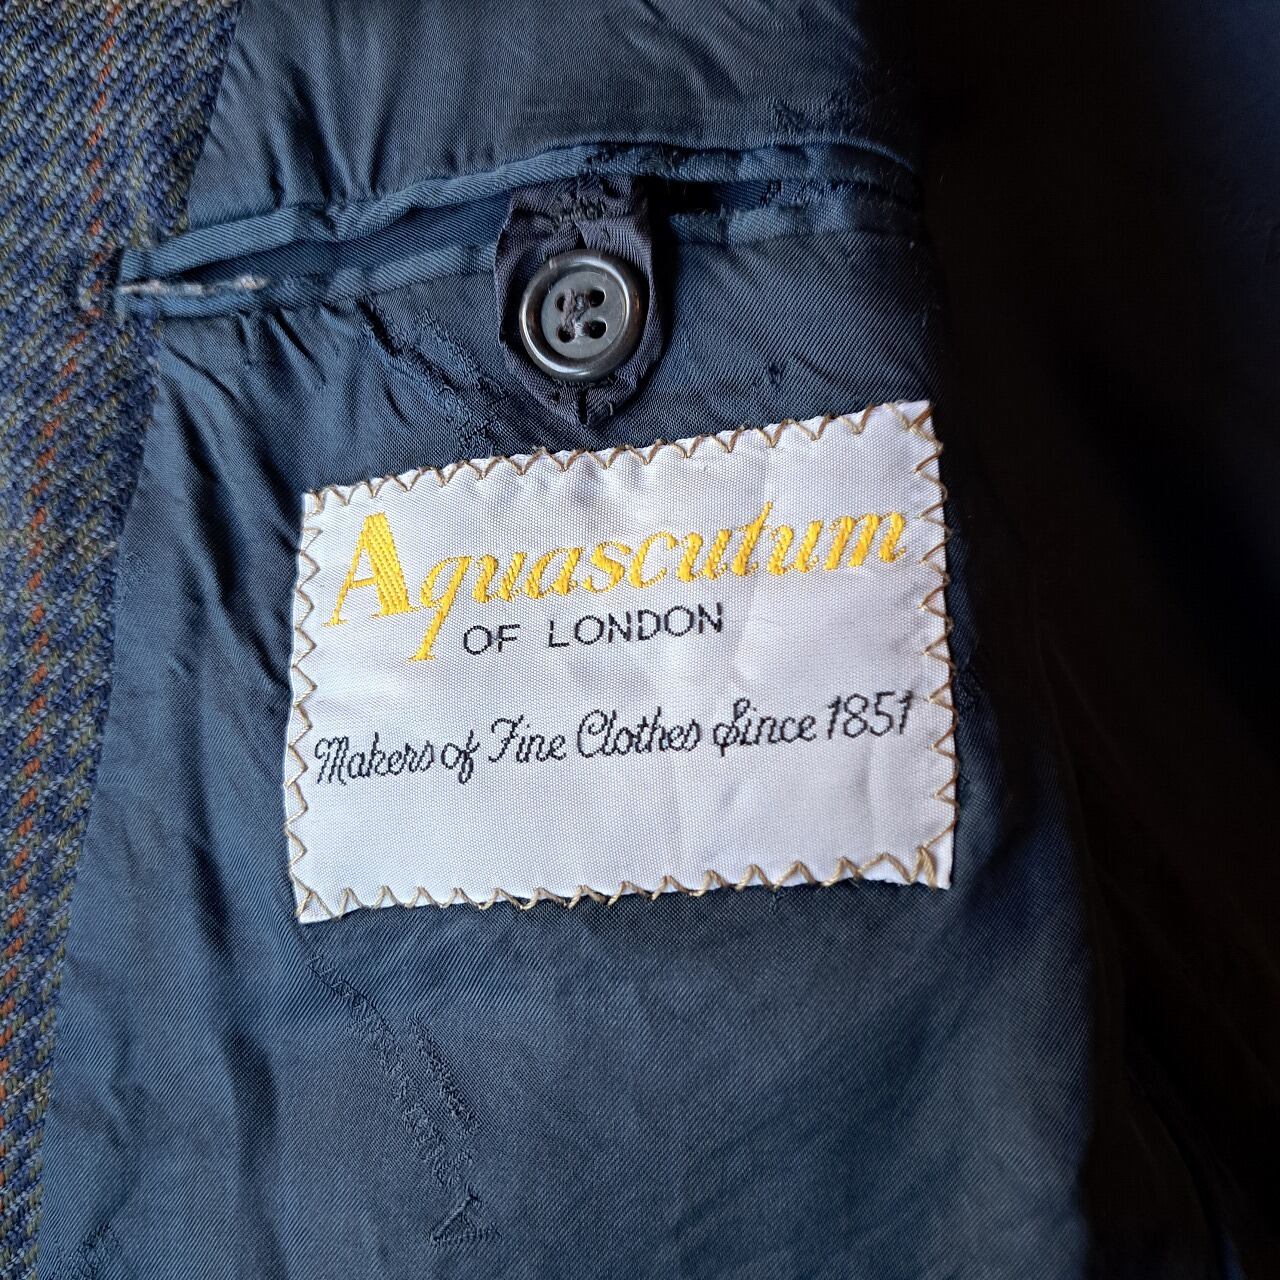 Aquascutum
OF LONDON
Makers of Fine Clothes Since 1851